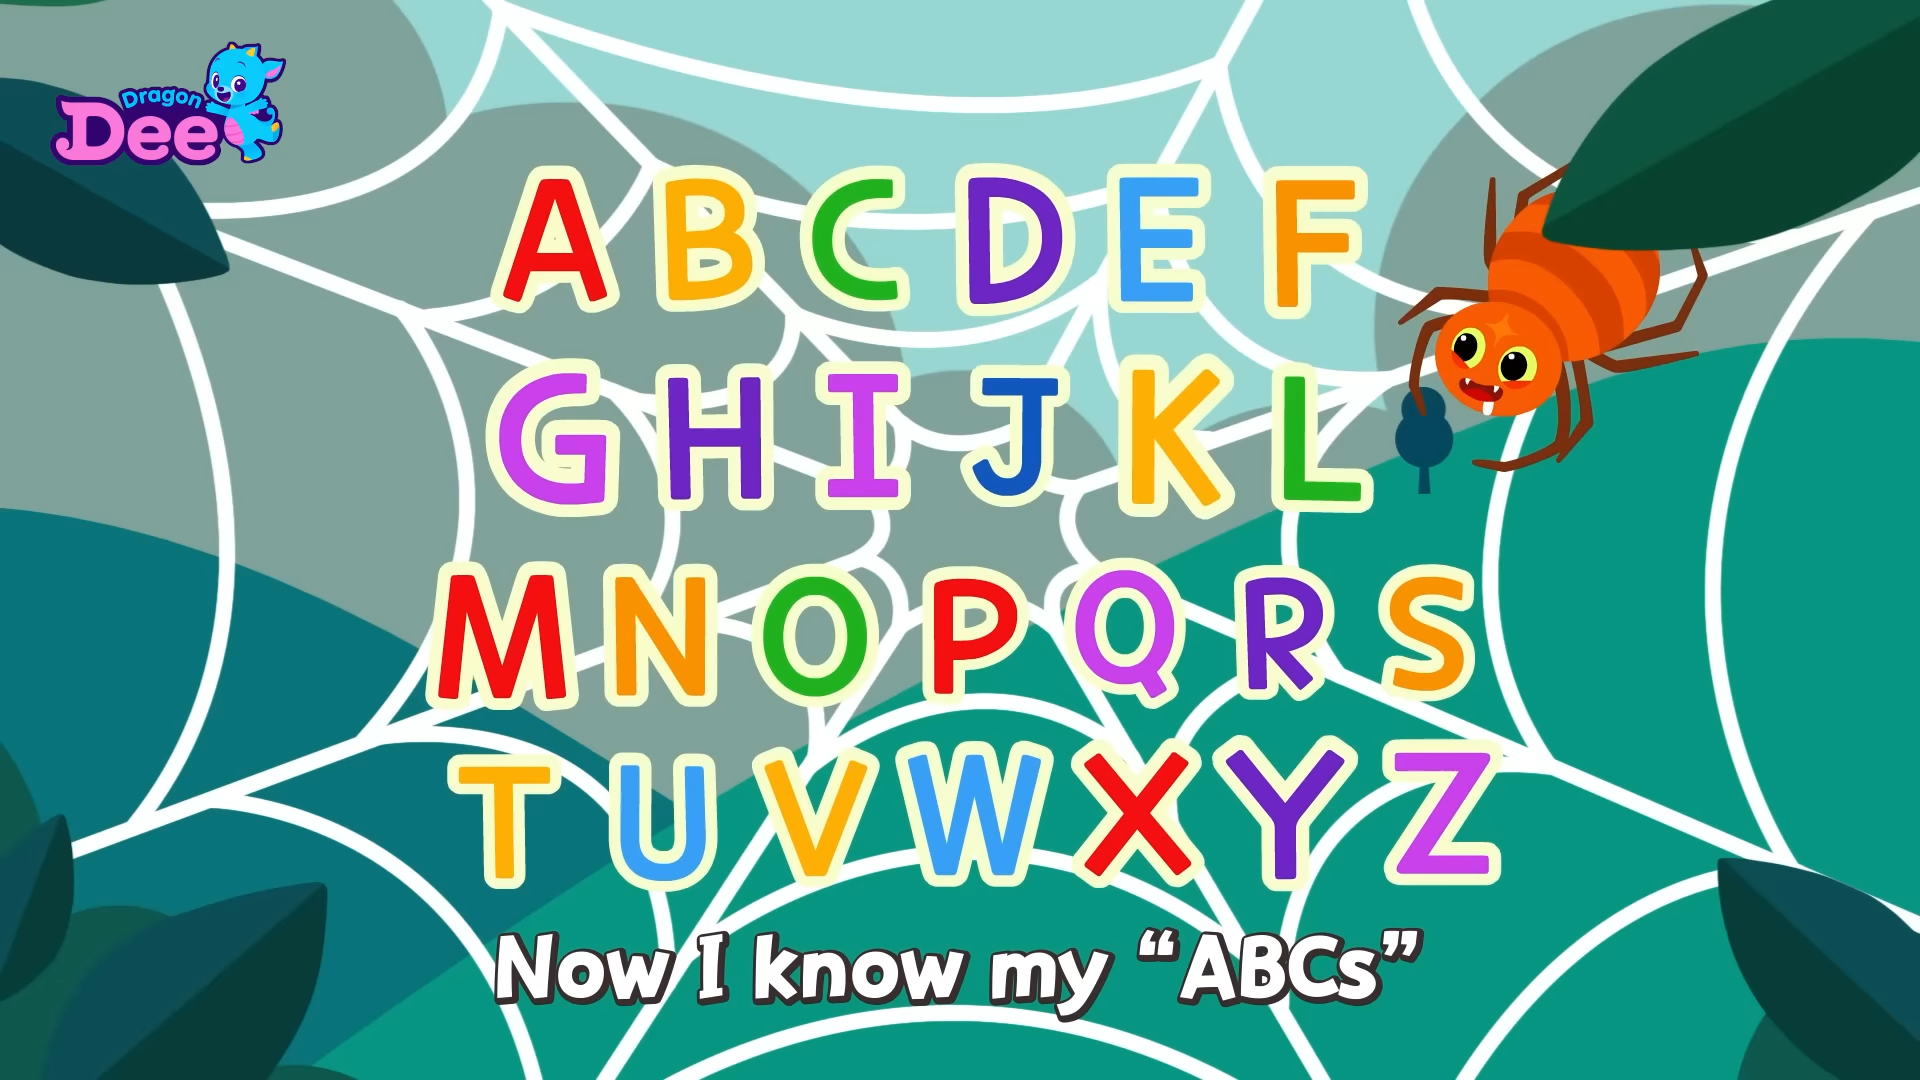 Dragon
Dee
A B C D E F
G H I J K L
M N O P Q R S
T U V W X Y Z
Now I know my “ABCs”